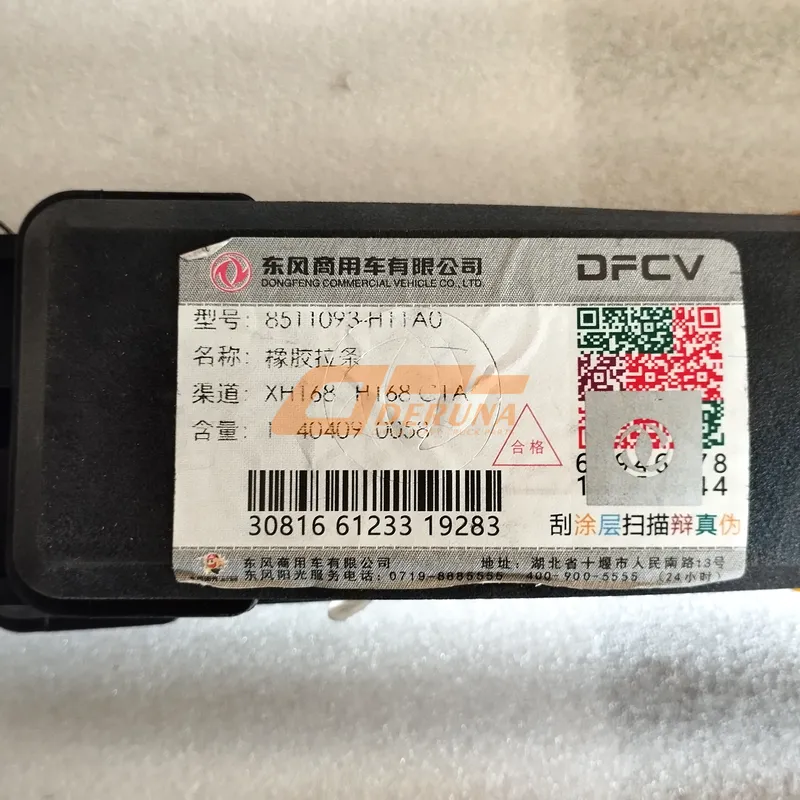 东风商用车有限公司
DONGFENG COMMERCIAL VEHICLE CO., LTD.
DFCV
型号: 8511093-H11A0
名称: 橡胶拉条
渠道: XH168 H168 CTA
含量: 1 40409 0058
DERUNA
合格
30816 61233 19283
刮涂层扫描辩真伪
东风商用车有限公司
地址: 湖北省十堰市人民南路13号
东风阳光服务电话: 0719-8885555 400-900-5555 (24小时)